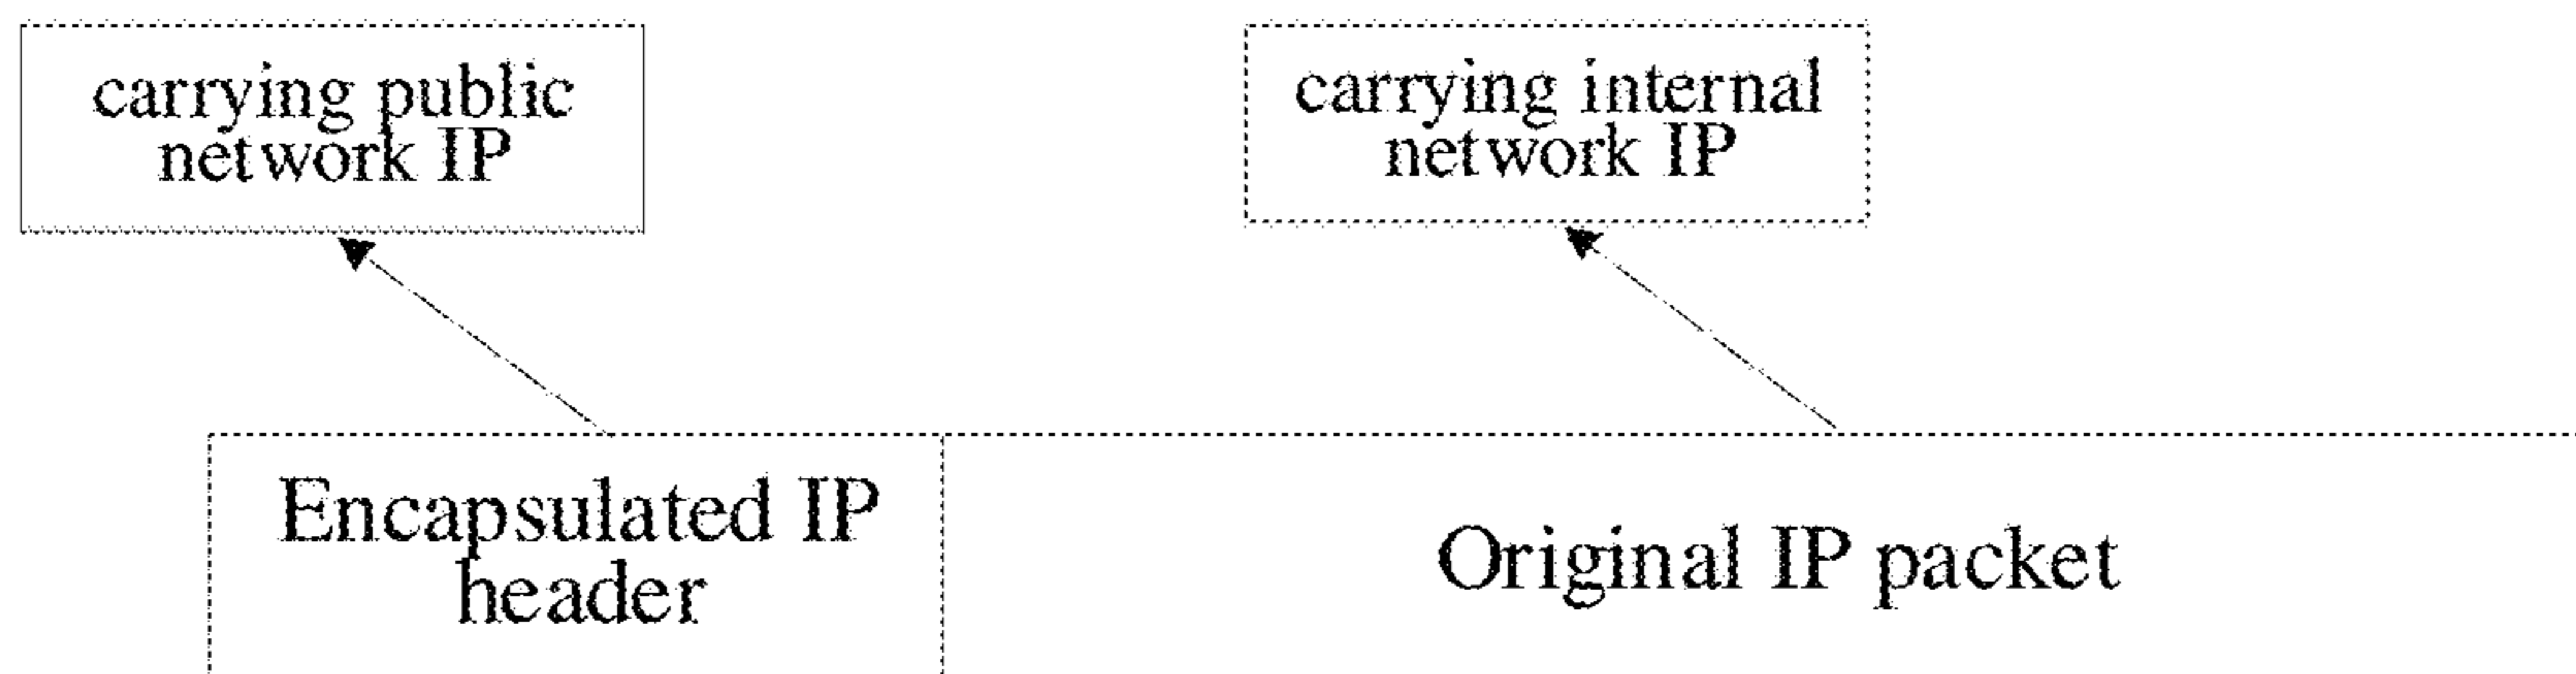 carrying public
network IP
carrying internal
network IP
Encapsulated IP
header
Original IP packet